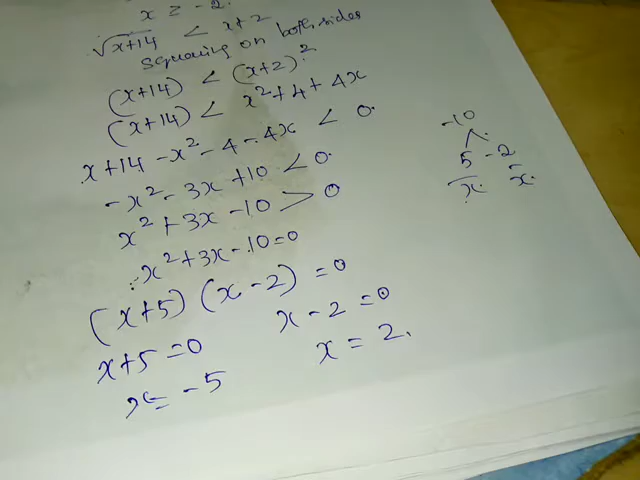 x ≥ -2.
√x+14 < x+2
Squaring on both sides
(x+14) < (x+2)²
(x+14) < x²+4+4x
x+14-x²-4-4x < 0.
-x²-3x+10 < 0.
x²+3x-10 > 0
x²+3x-10=0
(x+5) (x-2) =0
x+5=0 x-2=0
x=-5 x=2.
-10
5 -2
x. x.